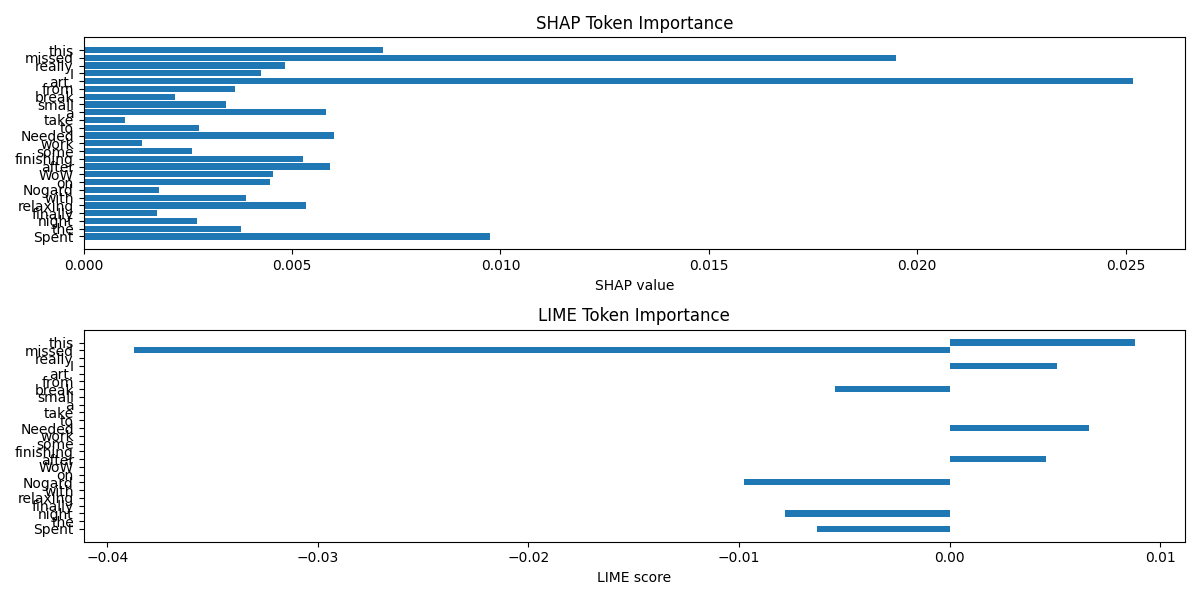 SHAP Token Importance
this
missed
really
I
art.
from
break
small
a
take
to
Needed
work
some
finishing
after
WoW
on
Nogard
with
relaxing
finally
night
the
Spent
0.000 0.005 0.010 0.015 0.020 0.025
SHAP value
LIME Token Importance
this
missed
really
I
art.
from
break
small
a
take
to
Needed
work
some
finishing
after
WoW
on
Nogard
with
relaxing
finally
night
the
Spent
−0.04 −0.03 −0.02 −0.01 0.00 0.01
LIME score